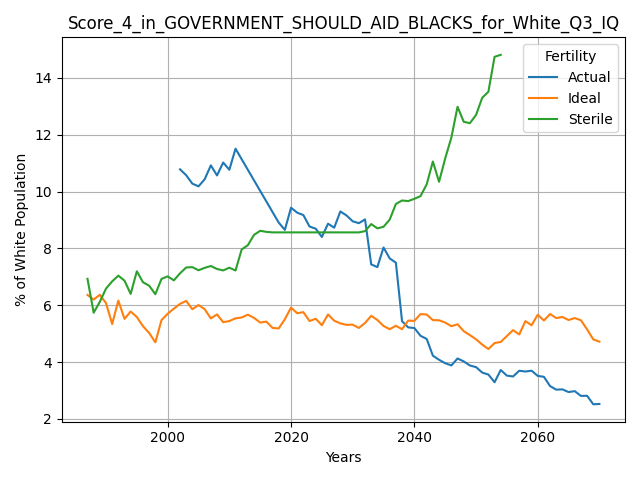 Score_4_in_GOVERNMENT_SHOULD_AID_BLACKS_for_White_Q3_IQ
Fertility
Actual
Ideal
Sterile
% of White Population
14
12
10
8
6
4
2
2000 2020 2040 2060
Years